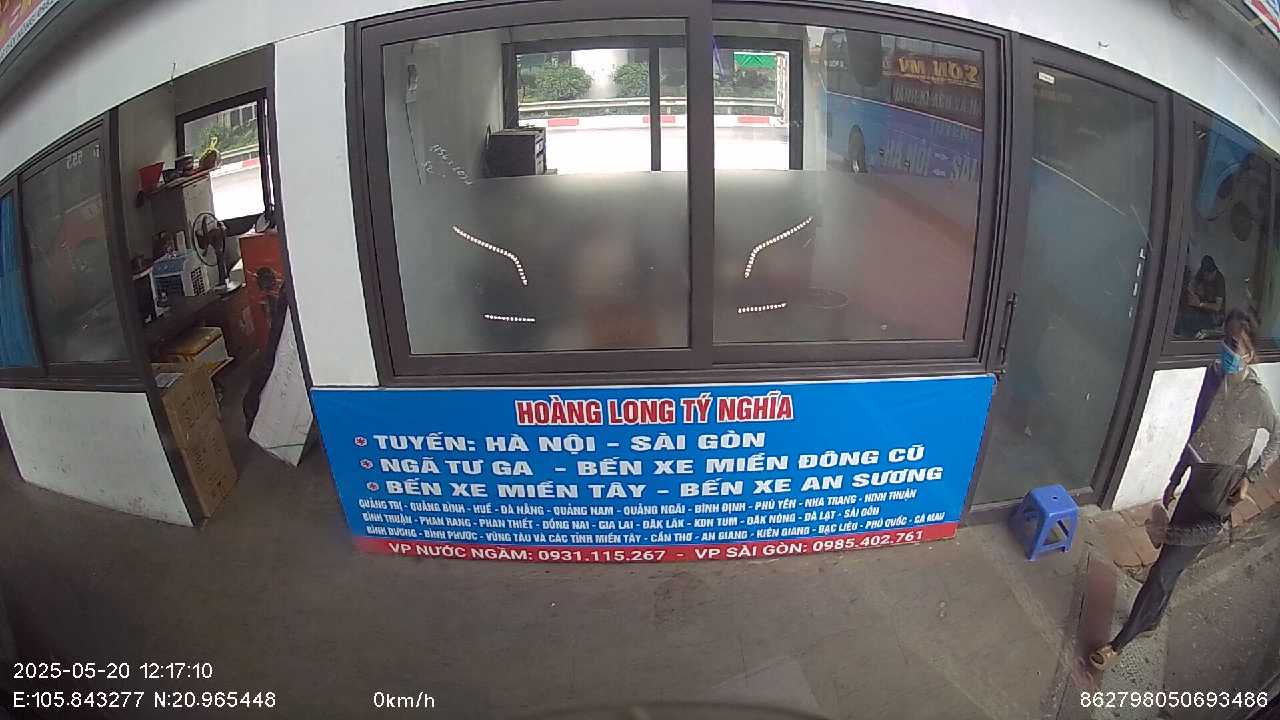 HOÀNG LONG TÝ NGHĨA
* TUYẾN: HÀ NỘI - SÀI GÒN
* NGÃ TƯ GA - BẾN XE MIỀN ĐÔNG CŨ
* BẾN XE MIỀN TÂY - BẾN XE AN SƯƠNG
QUẢNG TRỊ - QUẢNG BÌNH - HUẾ - ĐÀ NẴNG - QUẢNG NAM - QUẢNG NGÃI - BÌNH ĐỊNH - PHÚ YÊN - NHA TRANG - NINH THUẬN
BÌNH THUẬN - PHAN RANG - PHAN THIẾT - ĐỒNG NAI - GIA LAI - ĐĂK LĂK - KON TUM - ĐĂK NÔNG - ĐÀ LẠT - SÀI GÒN
BÌNH DƯƠNG - BÌNH PHƯỚC - VŨNG TÀU VÀ CÁC TỈNH MIỀN TÂY - CẦN THƠ - AN GIANG - KIÊN GIANG - BẠC LIÊU - PHÚ QUỐC - CÀ MAU
VP NƯỚC NGẦM: 0931.115.267 - VP SÀI GÒN: 0985.402.761
2025-05-20 12:17:10
E:105.843277 N:20.965448 0km/h 862798050693486